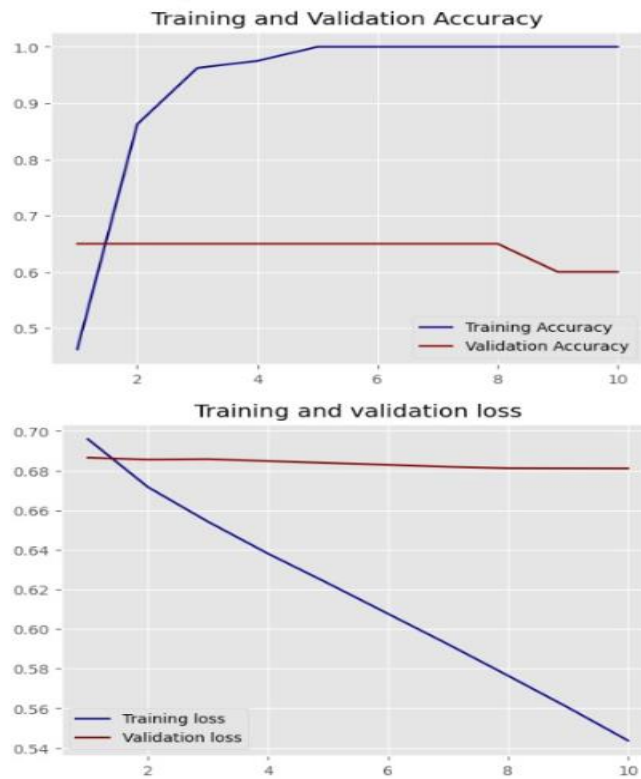 Training and Validation Accuracy
1.0
0.9
0.8
0.7
0.6
0.5
Training Accuracy
Validation Accuracy
2 4 6 8 10
Training and validation loss
0.70
0.68
0.66
0.64
0.62
0.60
0.58
0.56
0.54
Training loss
Validation loss
2 4 6 8 10